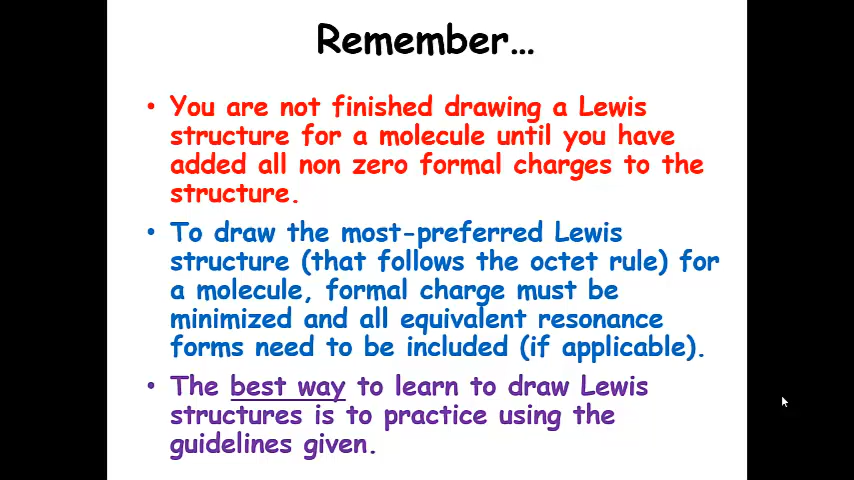 Remember...
• You are not finished drawing a Lewis
structure for a molecule until you have
added all non zero formal charges to the
structure.
• To draw the most-preferred Lewis
structure (that follows the octet rule) for
a molecule, formal charge must be
minimized and all equivalent resonance
forms need to be included (if applicable).
• The best way to learn to draw Lewis
structures is to practice using the
guidelines given.